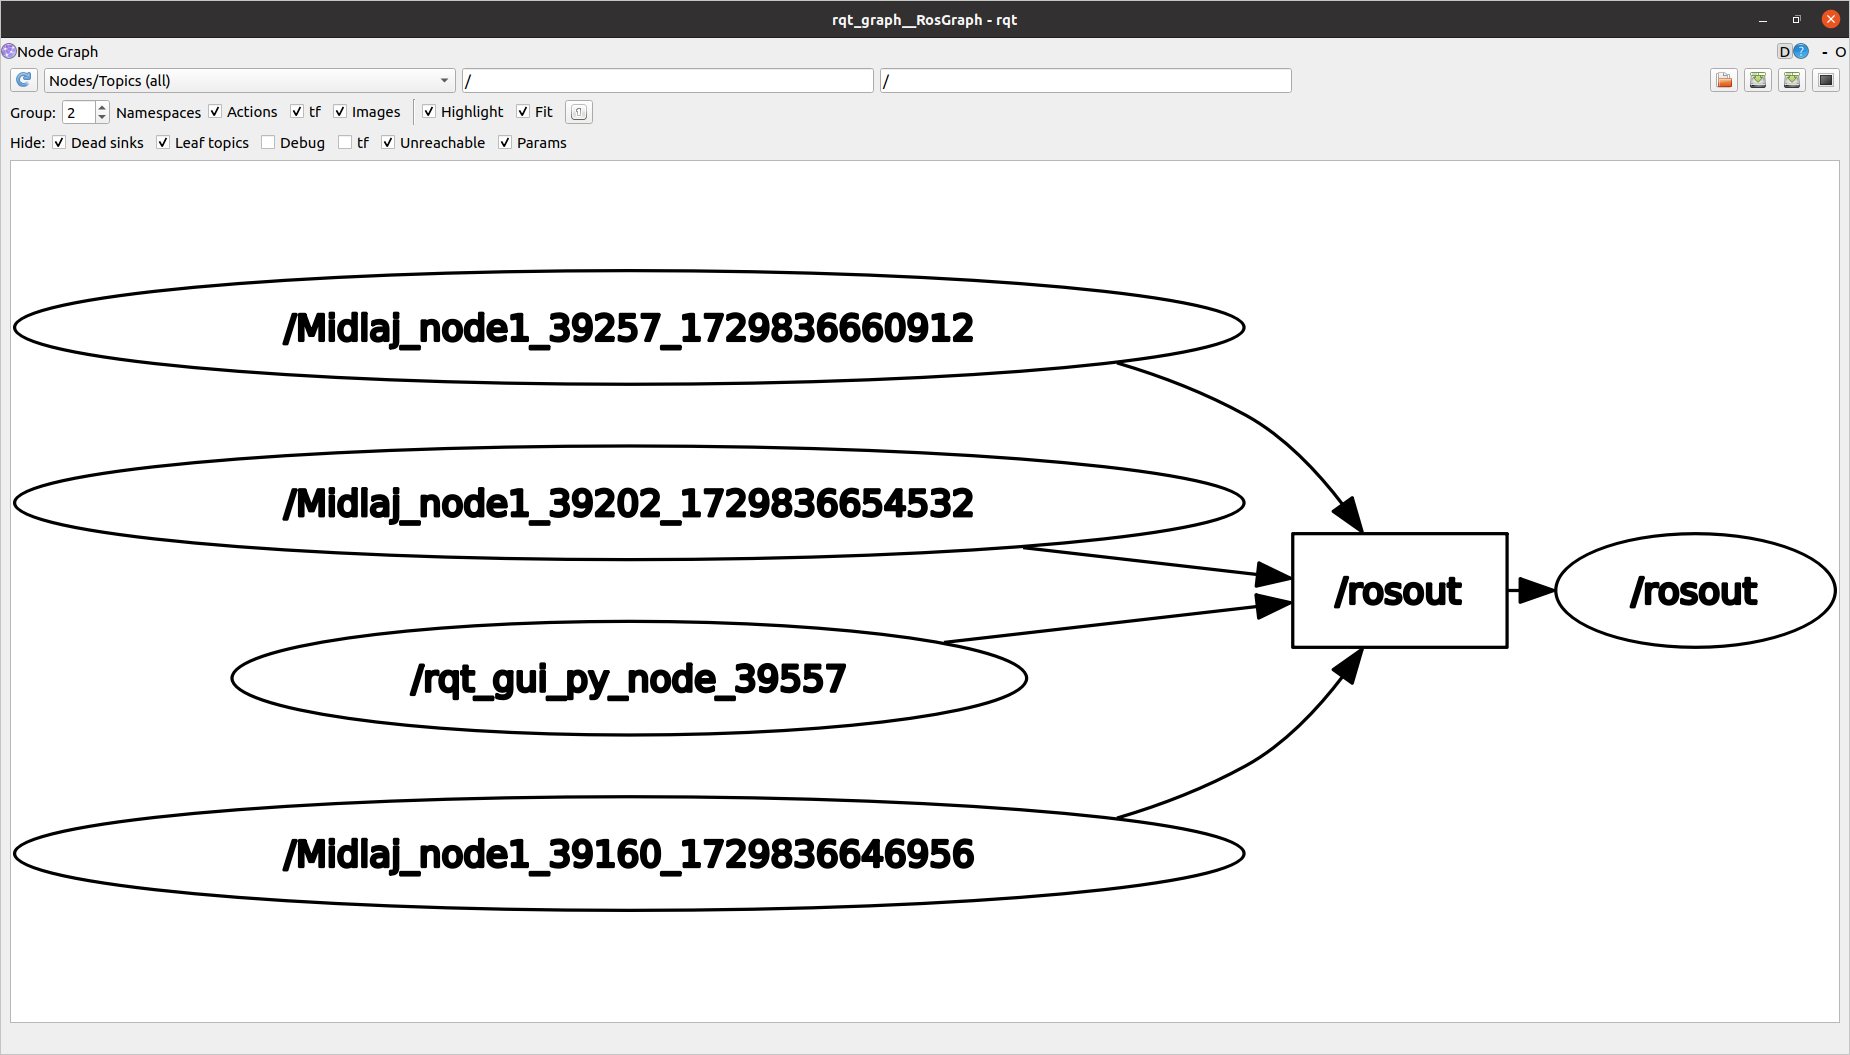 rqt_graph__RosGraph - rqt
Node Graph
D ? - O
Nodes/Topics (all) / /
Group: 2 Namespaces Actions tf Images Highlight Fit
Hide: Dead sinks Leaf topics Debug tf Unreachable Params
/Midlaj_node1_39257_1729836660912
/Midlaj_node1_39202_1729836654532
/rosout /rosout
/rqt_gui_py_node_39557
/Midlaj_node1_39160_1729836646956